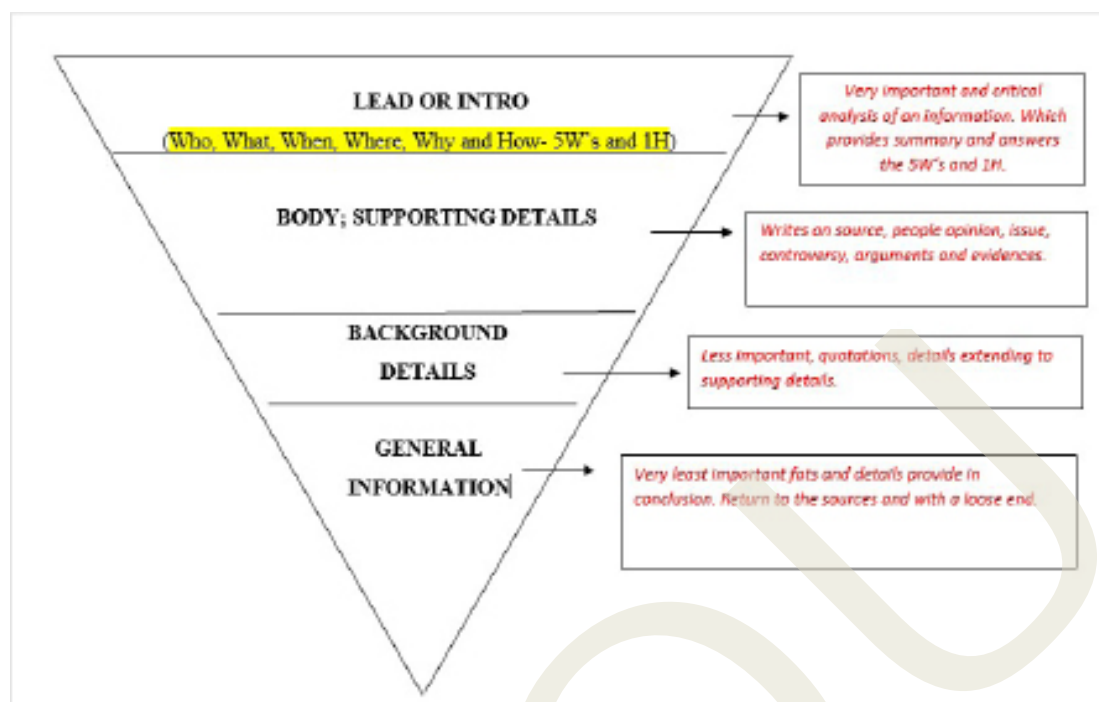 LEAD OR INTRO
(Who, What, When, Where, Why and How- 5W's and 1H)
Very important and critical
analysis of an information. Which
provides summary and answers
the 5W's and 1H.
BODY; SUPPORTING DETAILS
Writes on source, people opinion, issue,
controversy, arguments and evidences.
BACKGROUND
DETAILS
Less important, quotations, details extending to
supporting details.
GENERAL
INFORMATION
Very least important fats and details provide in
conclusion. Return to the sources and with a loose end.